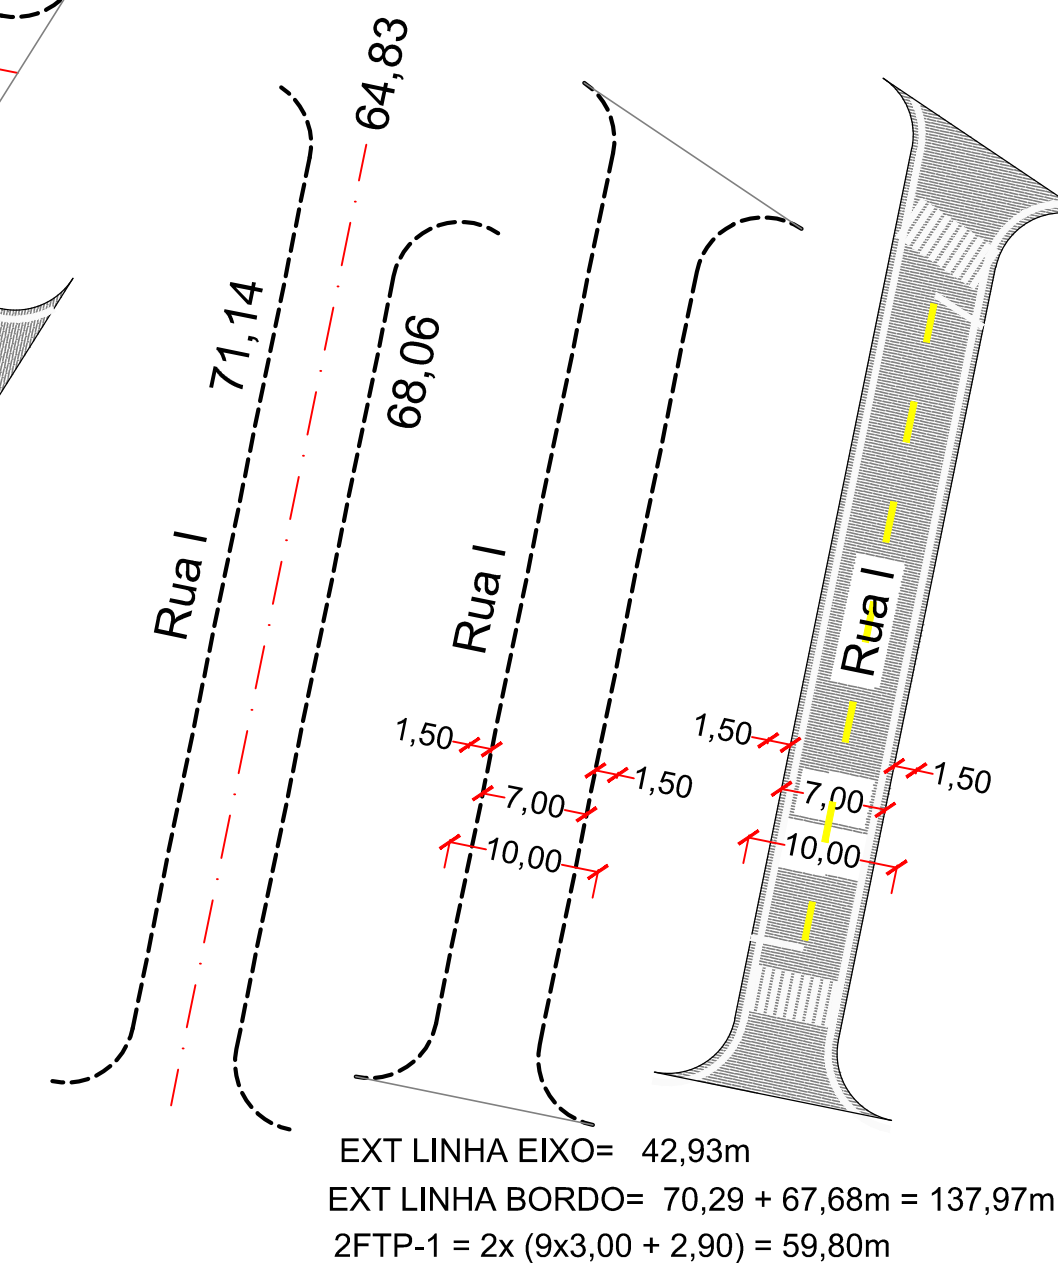 64,83
71,14
68,06
Rua I
Rua I
Rua I
1,50
1,50
7,00
10,00
1,50
1,50
7,00
10,00
EXT LINHA EIXO= 42,93m
EXT LINHA BORDO= 70,29 + 67,68m = 137,97m
2FTP-1 = 2x (9x3,00 + 2,90) = 59,80m